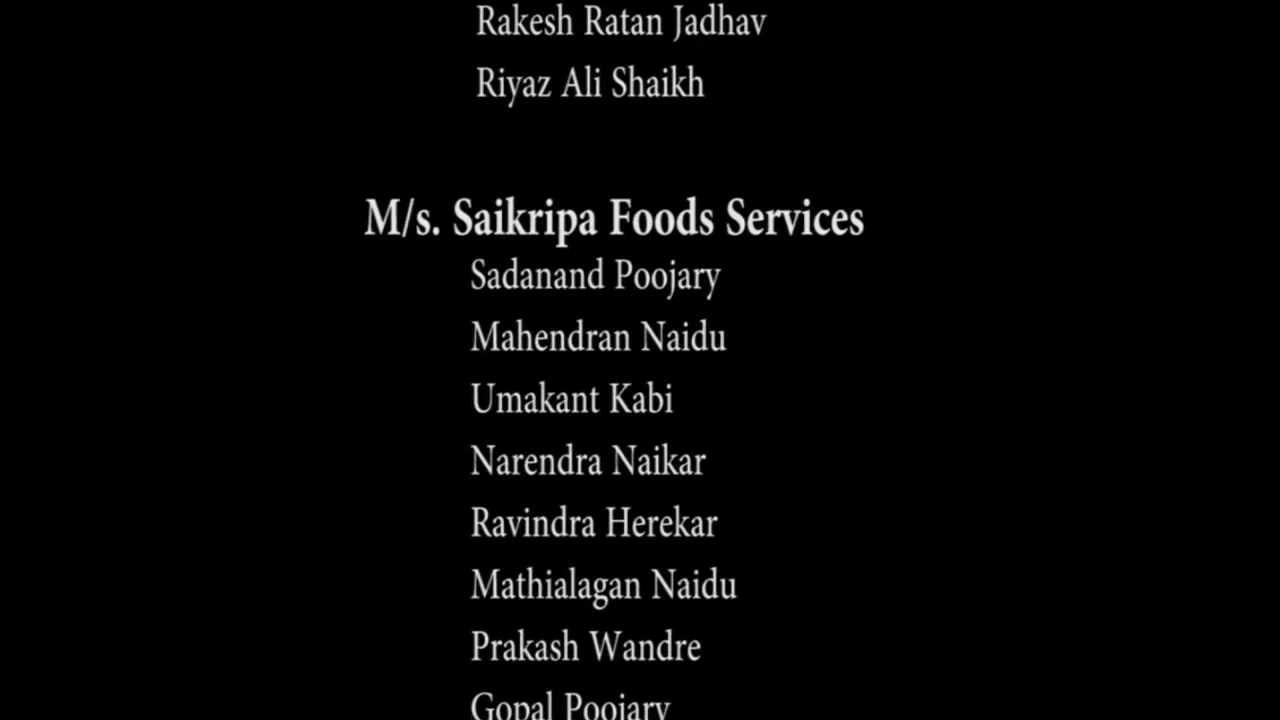 Rakesh Ratan Jadhav
Riyaz Ali Shaikh
M/s. Saikripa Foods Services
Sadanand Poojary
Mahendran Naidu
Umakant Kabi
Narendra Naikar
Ravindra Herekar
Mathialagan Naidu
Prakash Wandre
Gopal Poojary